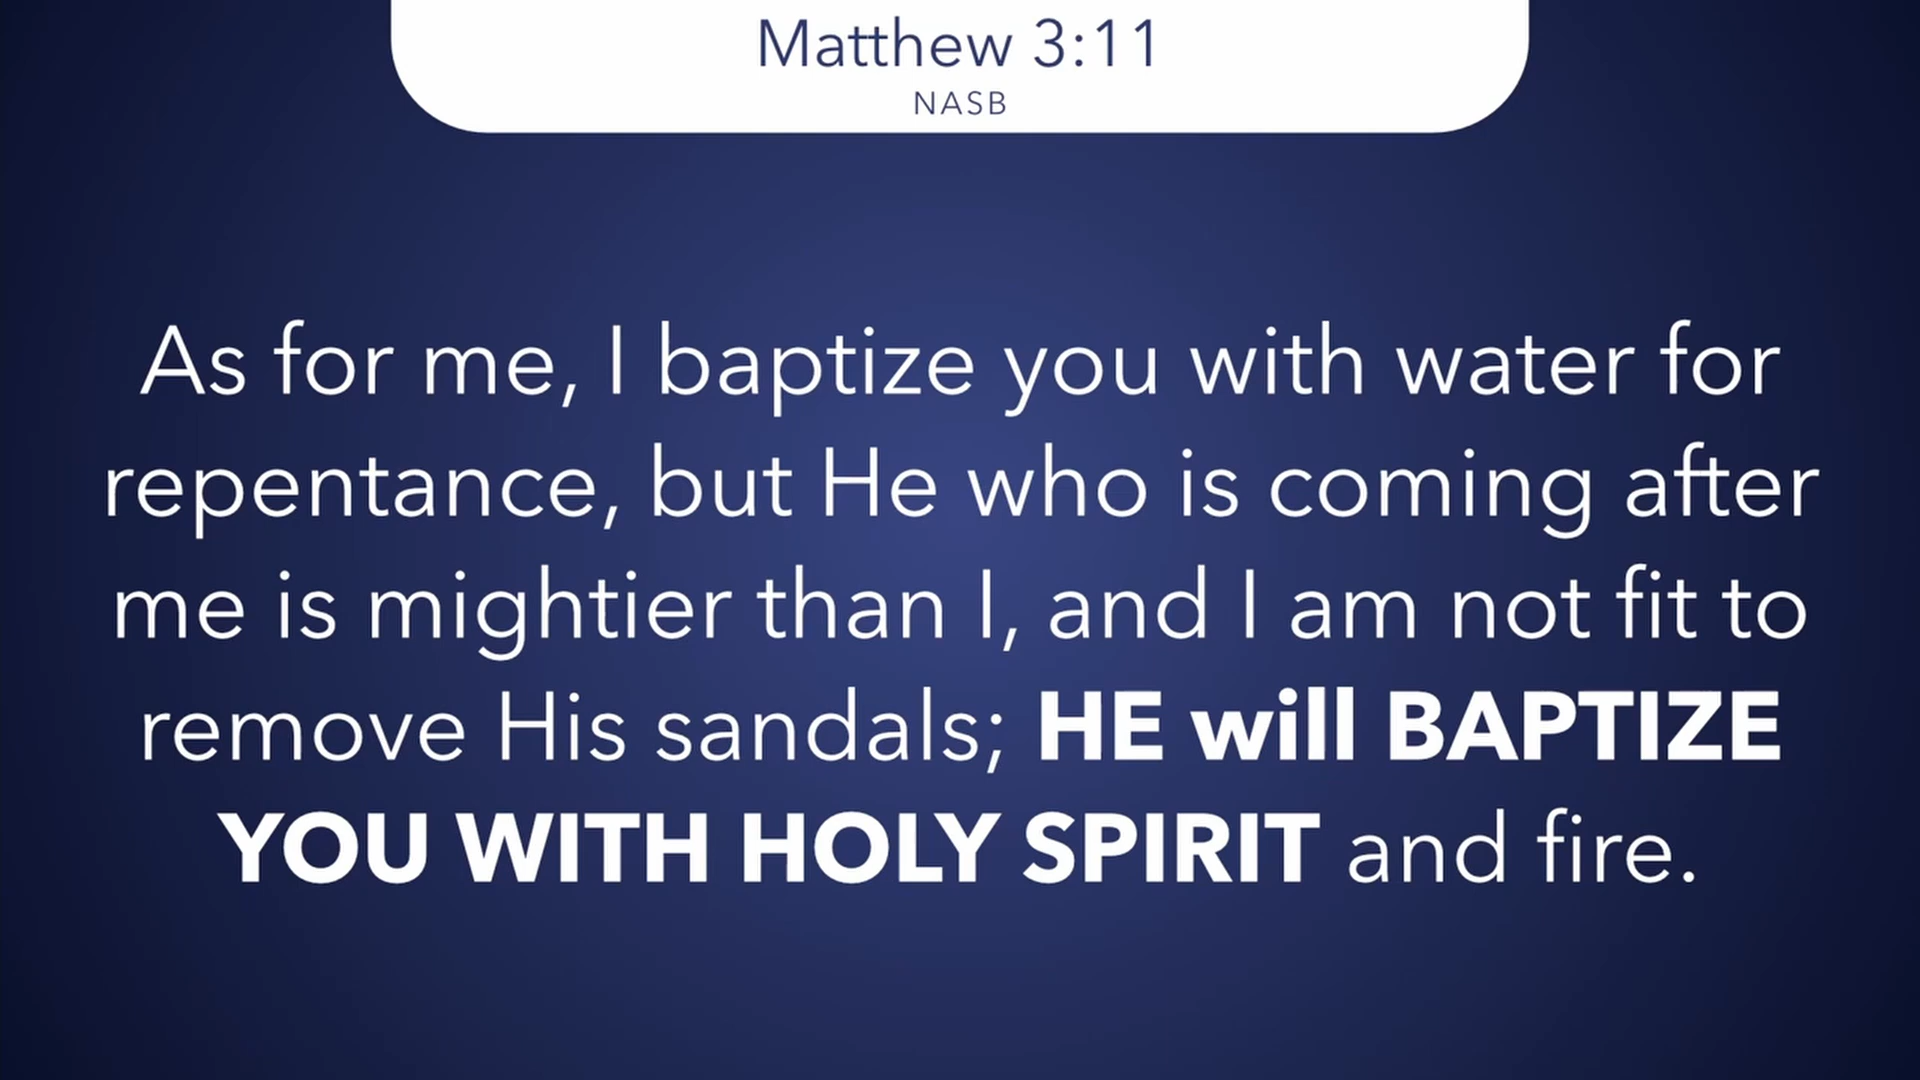 Matthew 3:11
NASB
As for me, I baptize you with water for
repentance, but He who is coming after
me is mightier than I, and I am not fit to
remove His sandals; HE will BAPTIZE
YOU WITH HOLY SPIRIT and fire.